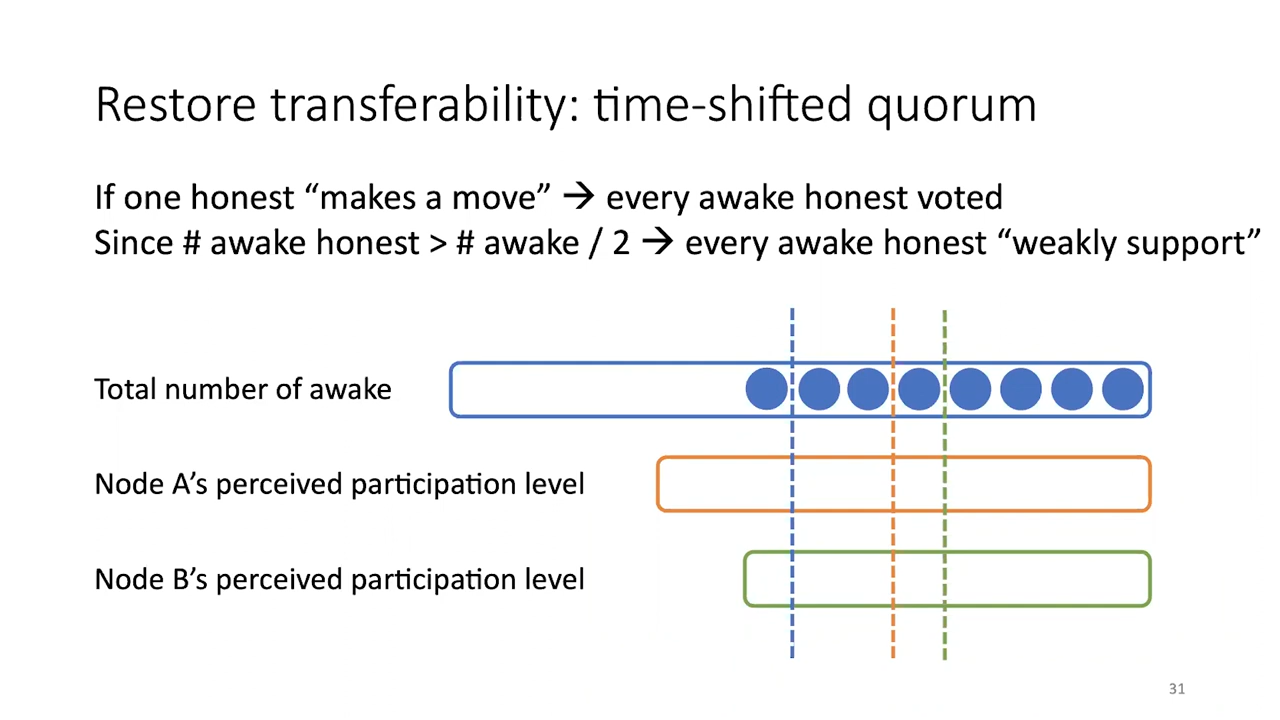 Restore transferability: time-shifted quorum
If one honest “makes a move” → every awake honest voted
Since # awake honest > # awake / 2 → every awake honest “weakly support”
Total number of awake
Node A’s perceived participation level
Node B’s perceived participation level
31